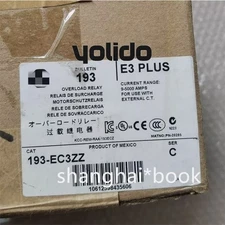 volido
BULLETIN
193
E3 PLUS
OVERLOAD RELAY
RELAIS DE SURCHARGE
MOTORSCHUTZRELAIS
RELE DE SOBRECARGA
RELE DI SOVRACCARICO
オーバーロードリレー
过载继电器
CURRENT RANGE:
9-5000 AMPS
FOR USE WITH
EXTERNAL C.T.
CAT
193-EC3ZZ
PRODUCT OF MEXICO
SER
C
shanghai*book